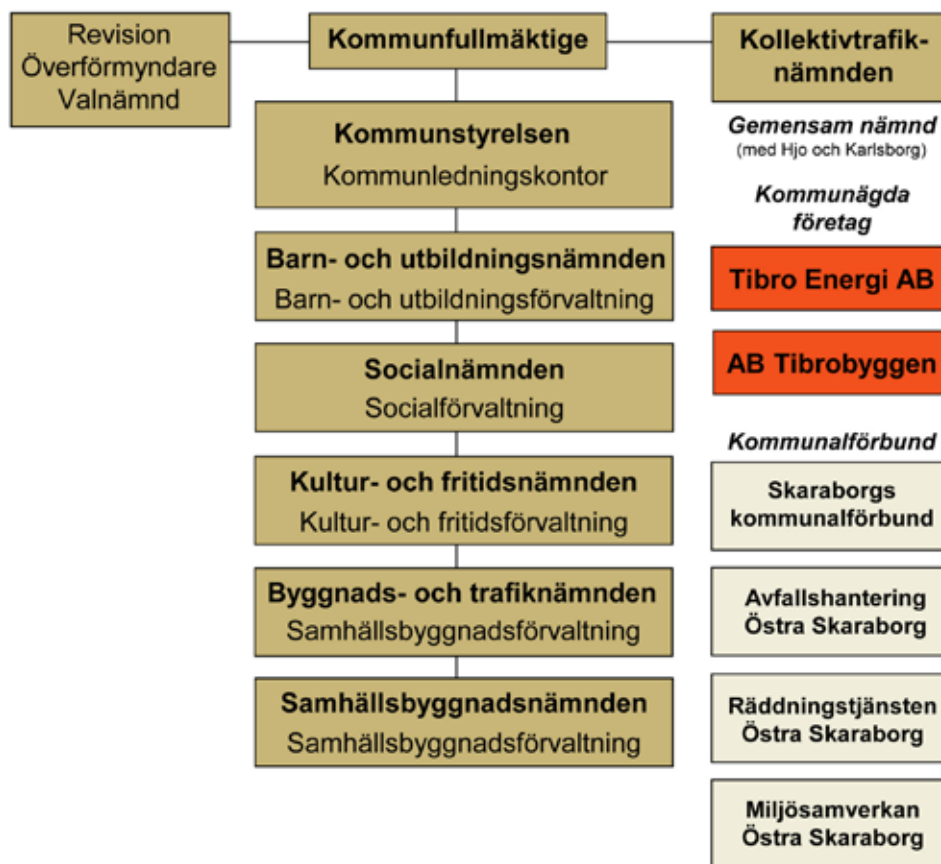 Revision
Överförmyndare
Valnämnd
Kommunfullmäktige
Kommunstyrelsen
Kommunledningskontor
Barn- och utbildningsnämnden
Barn- och utbildningsförvaltning
Socialnämnden
Socialförvaltning
Kultur- och fritidsnämnden
Kultur- och fritidsförvaltning
Byggnads- och trafiknämnden
Samhällsbyggnadsförvaltning
Samhällsbyggnadsnämnden
Samhällsbyggnadsförvaltning
Kollektivtrafik-
nämnden
Gemensam nämnd
(med Hjo och Karlsborg)
Kommunägda
företag
Tibro Energi AB
AB Tibrobyggen
Kommunalförbund
Skaraborgs
kommunalförbund
Avfallshantering
Östra Skaraborg
Räddningstjänsten
Östra Skaraborg
Miljösamverkan
Östra Skaraborg